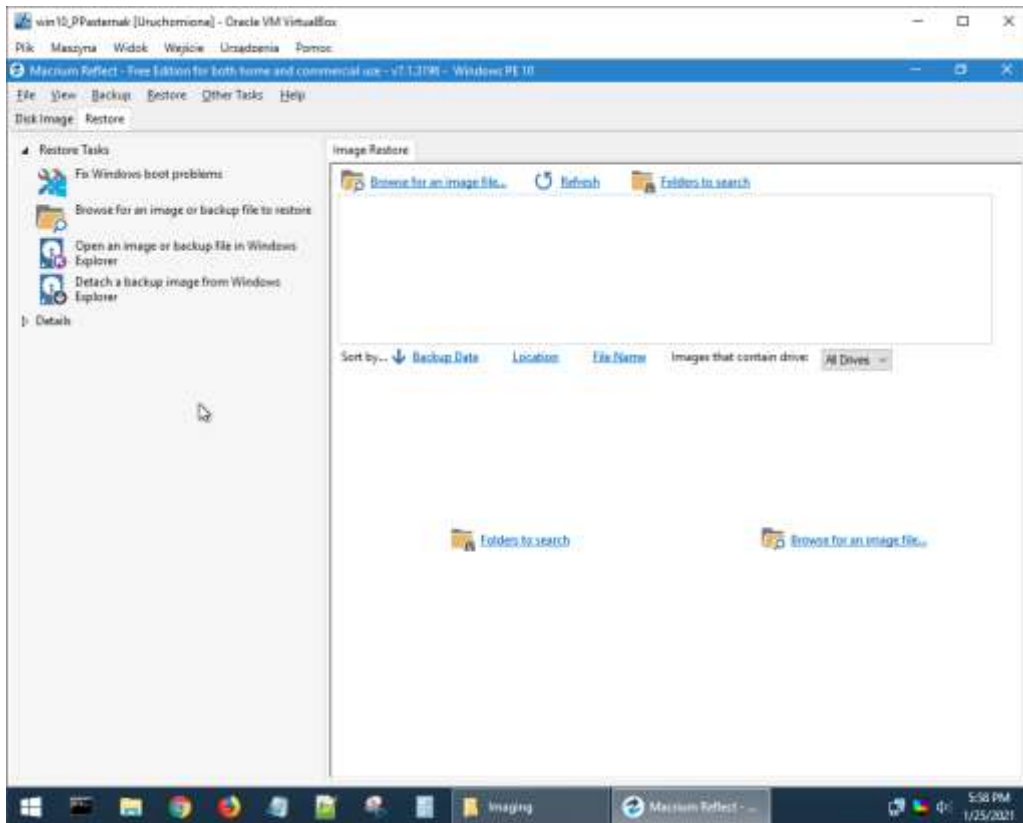 win10_PPasternak [Uruchomiona] - Oracle VM VirtualBox
Plik Maszyna Widok Wejście Urządzenia Pomoc
Macrium Reflect - Free Edition for both home and commercial use - v7.1.3196 - Windows PE 10
File View Backup Restore Other Tasks Help
Disk Image Restore
Restore Tasks
Fix Windows boot problems
Browse for an image or backup file to restore
Open an image or backup file in Windows
Explorer
Detach a backup image from Windows
Explorer
Details
Image Restore
Browse for an image file... Refresh Folders to search
Sort by... Backup Date Location File Name Images that contain drive: All Drives
Folders to search Browse for an image file...
Imaging Macrium Reflect - ... 5:58 PM
1/25/2021